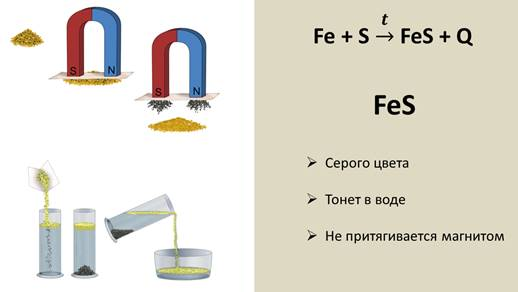 S N
S N
t
Fe + S → FeS + Q
FeS
➢ Серого цвета
➢ Тонет в воде
➢ Не притягивается магнитом